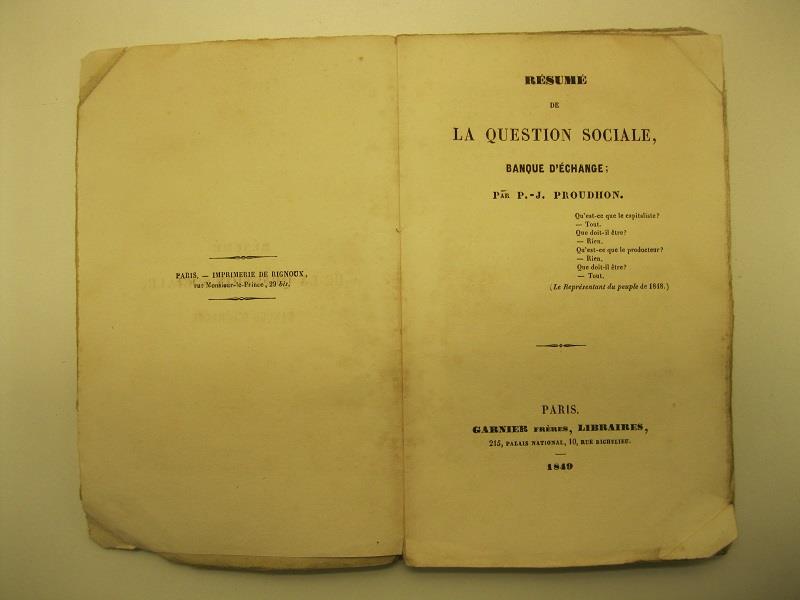 PARIS. — IMPRIMERIE DE RIGNOUX,
rue Monsieur-le-Prince, 29 bis.
RÉSUMÉ
DE
LA QUESTION SOCIALE,
BANQUE D'ÉCHANGE;
PAR P.-J. PROUDHON.
Qu'est-ce que le capitaliste?
— Tout.
Que doit-il être?
— Rien.
Qu'est-ce que le producteur?
— Rien.
Que doit-il être?
— Tout.
(Le Représentant du peuple de 1848.)
PARIS.
GARNIER FRÈRES, LIBRAIRES,
215, PALAIS NATIONAL, 10, RUE RICHELIEU.
1849